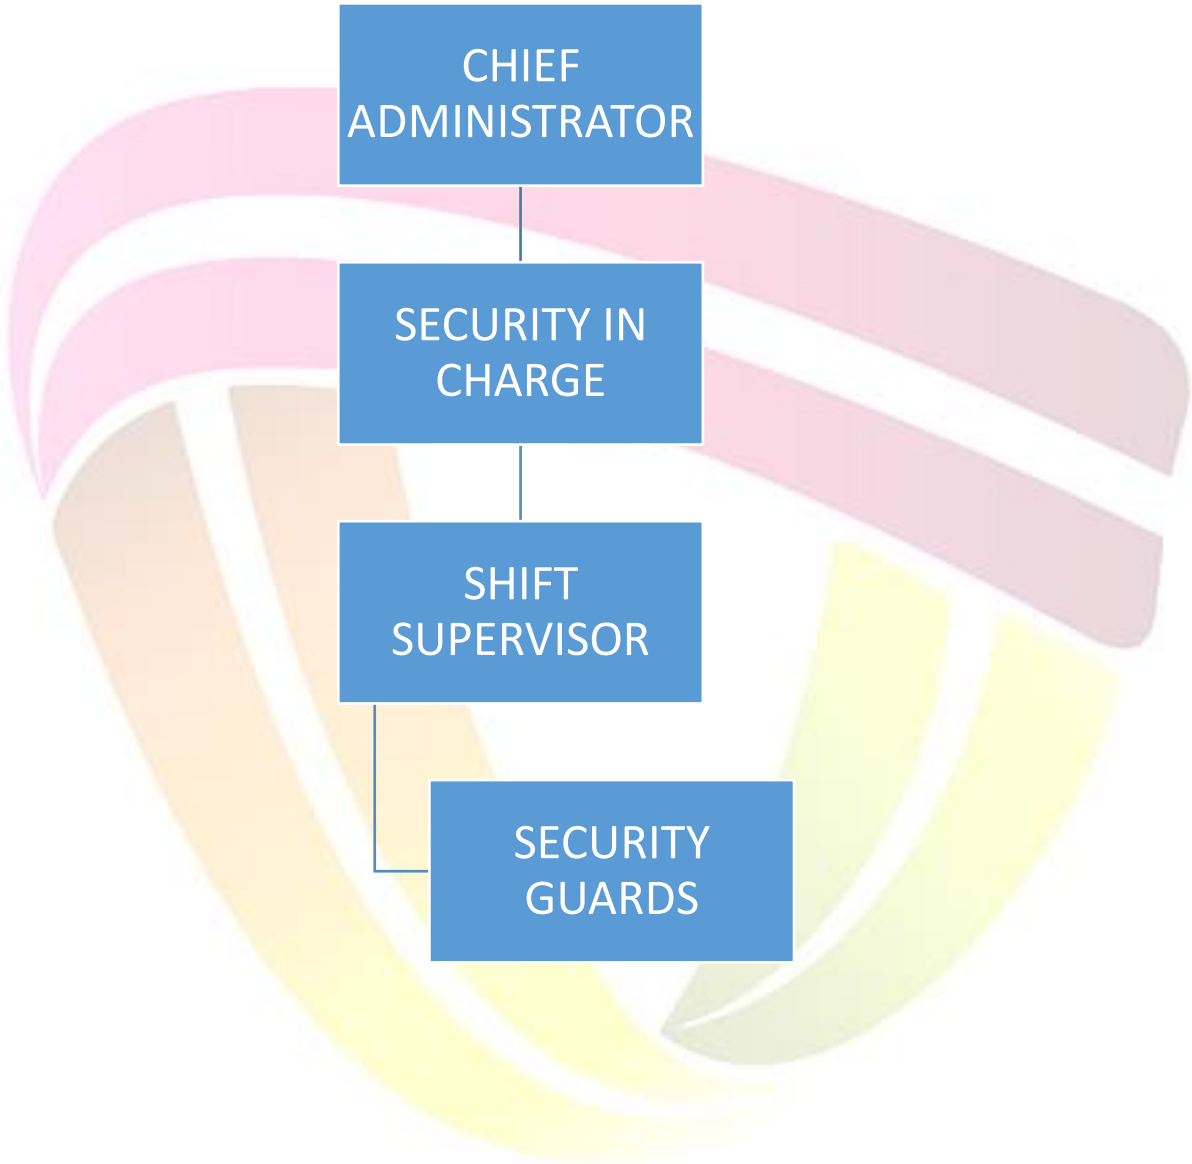 CHIEF
ADMINISTRATOR
SECURITY IN
CHARGE
SHIFT
SUPERVISOR
SECURITY
GUARDS